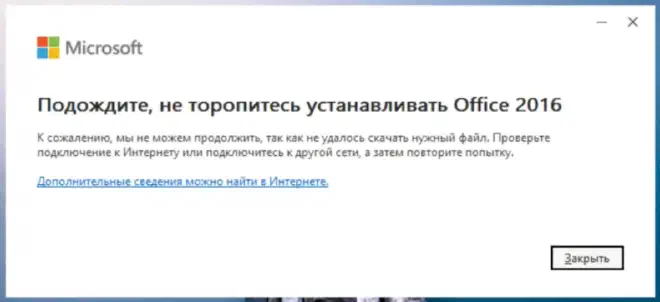 Microsoft
Подождите, не торопитесь устанавливать Office 2016
К сожалению, мы не можем продолжить, так как не удалось скачать нужный файл. Проверьте
подключение к Интернету или подключитесь к другой сети, а затем повторите попытку.
Дополнительные сведения можно найти в Интернете.
Закрыть